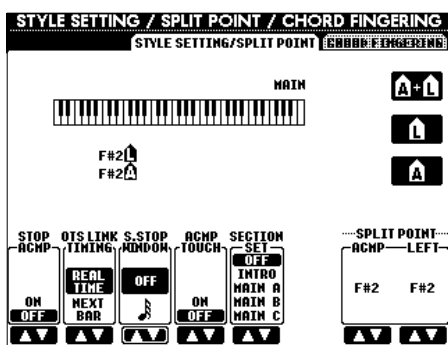 STYLE SETTING / SPLIT POINT / CHORD FINGERING
STYLE SETTING/SPLIT POINT CHORD FINGERING
MAIN
A+L
L
A
F#2 L
F#2 A
STOP ACMP
OTS LINK TIMING
S.STOP WINDOW
ACMP TOUCH
SECTION SET
SPLIT POINT
ACMP LEFT
ON
OFF
REAL TIME
NEXT BAR
OFF
ON
OFF
OFF
INTRO
MAIN A
MAIN B
MAIN C
F#2 F#2